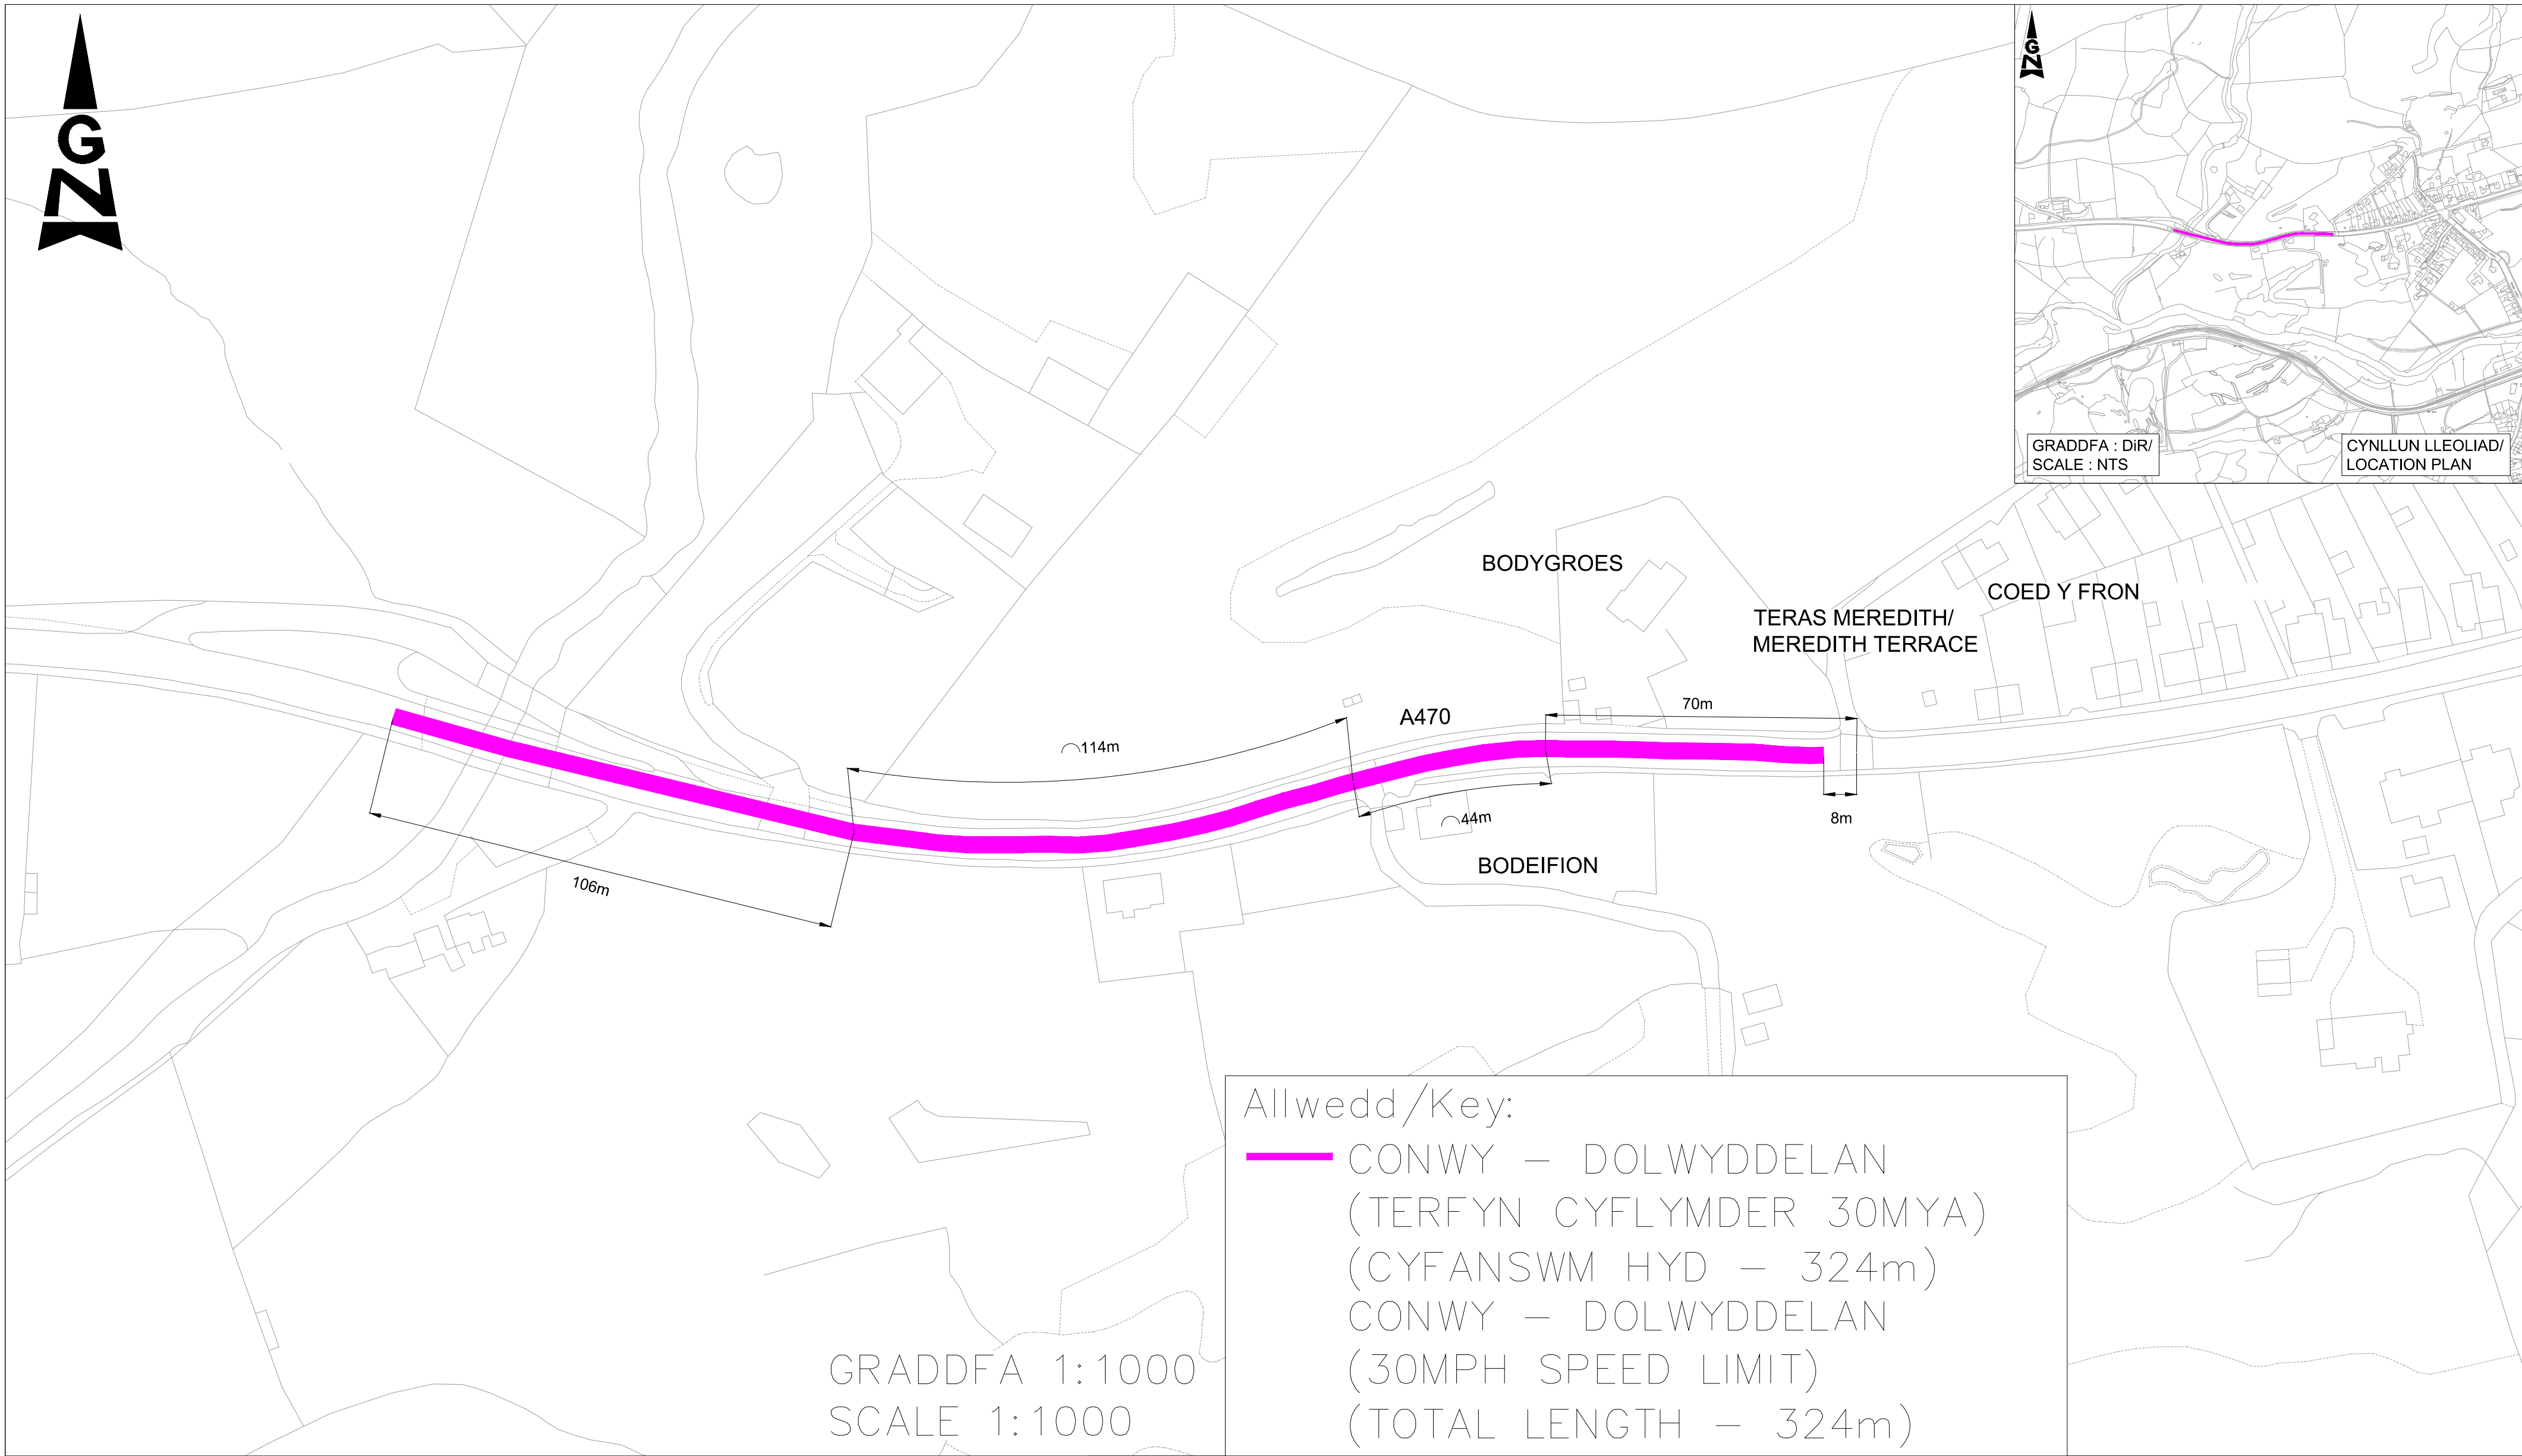 G
N
G
N
GRADDFA : DiR/
SCALE : NTS
CYNLLUN LLEOLIAD/
LOCATION PLAN
BODYGROES
COED Y FRON
TERAS MEREDITH/
MEREDITH TERRACE
A470
70m
114m
44m
8m
BODEIFION
106m
Allwedd/Key:
CONWY – DOLWYDDELAN
(TERFYN CYFLYMDER 30MYA)
(CYFANSWM HYD – 324m)
CONWY – DOLWYDDELAN
(30MPH SPEED LIMIT)
(TOTAL LENGTH – 324m)
GRADDFA 1:1000
SCALE 1:1000